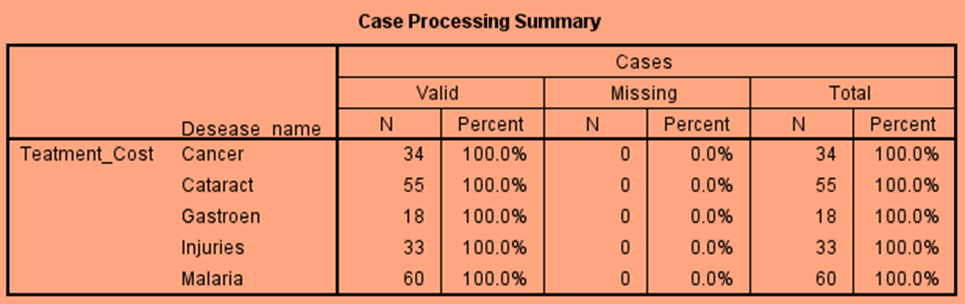 Case Processing Summary
Cases
Valid Missing Total
Desease_name N Percent N Percent N Percent
Teatment_Cost Cancer 34 100.0% 0 0.0% 34 100.0%
Cataract 55 100.0% 0 0.0% 55 100.0%
Gastroen 18 100.0% 0 0.0% 18 100.0%
Injuries 33 100.0% 0 0.0% 33 100.0%
Malaria 60 100.0% 0 0.0% 60 100.0%